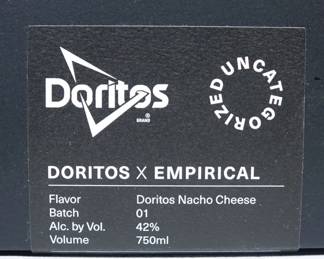 Doritos
BRAND
®
UNCATEGORIZED
DORITOS X EMPIRICAL
Flavor Doritos Nacho Cheese
Batch 01
Alc. by Vol. 42%
Volume 750ml